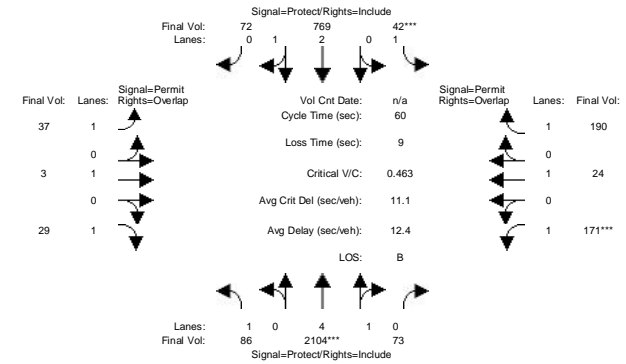 Signal=Protect/Rights=Include
Final Vol: 72 769 42***
Lanes: 0 1 2 0 1
Signal=Permit
Final Vol: Lanes: Rights=Overlap
Vol Cnt Date: n/a
Signal=Permit
Rights=Overlap Lanes: Final Vol:
Cycle Time (sec): 60
37 1
1 190
Loss Time (sec): 9
0
0
3 1
Critical V/C: 0.463
1 24
0
Avg Crit Del (sec/veh): 11.1
0
29 1
Avg Delay (sec/veh): 12.4
1 171***
LOS: B
Lanes: 1 0 4 1 0
Final Vol: 86 2104*** 73
Signal=Protect/Rights=Include